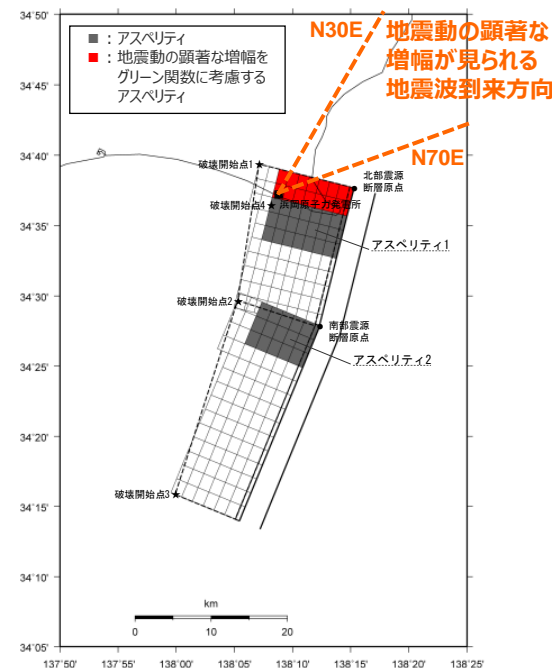 34˚50'
34˚45'
34˚40'
34˚35'
34˚30'
34˚25'
34˚20'
34˚15'
34˚10'
34˚05'
■：アスペリティ
■：地震動の顕著な増幅を
グリーン関数に考慮する
アスペリティ
N30E
地震動の顕著な
増幅が見られる
地震波到来方向
N70E
破壊開始点1
北部震源
断層原点
破壊開始点4
浜岡原子力発電所
アスペリティ1
破壊開始点2
南部震源
断層原点
アスペリティ2
破壊開始点3
km
0 10 20
137˚50' 137˚55' 138˚00' 138˚05' 138˚10' 138˚15' 138˚20' 138˚25'